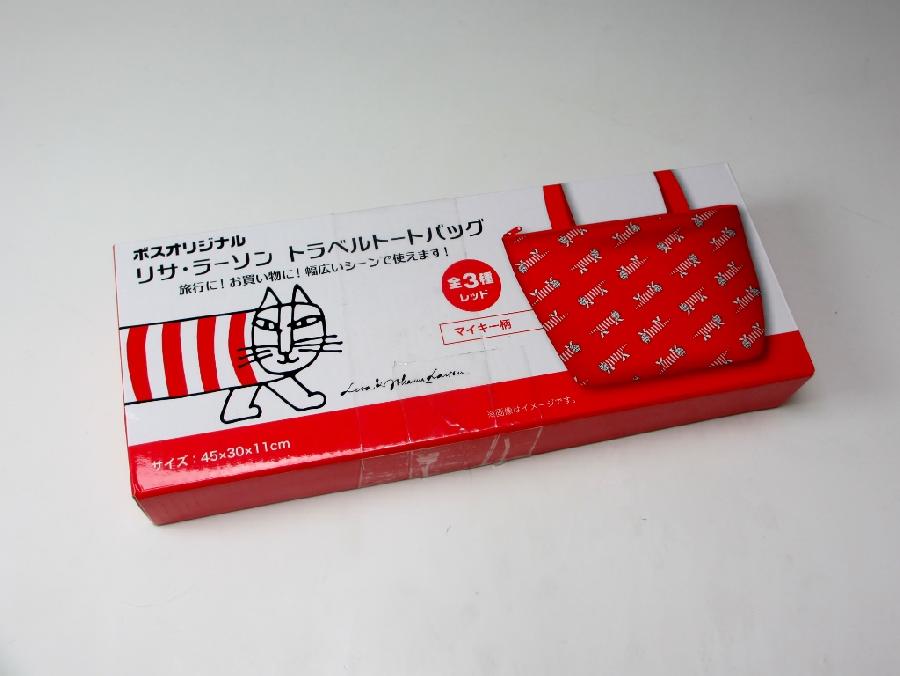 ボスオリジナル
リサ・ラーソン トラベルトートバッグ
旅行に！お買い物に！幅広いシーンで使えます！
全3種
レッド
マイキー柄
Lisa & Johanna Larson
※画像はイメージです。
サイズ：45×30×11cm